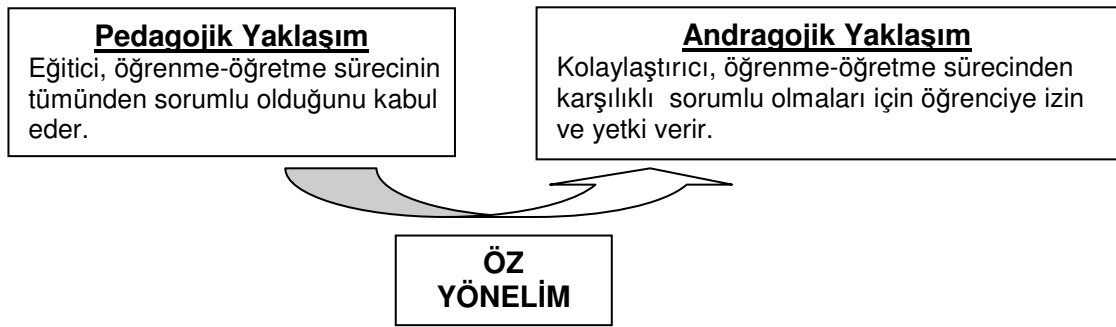 Pedagojik Yaklaşım
Eğitici, öğrenme-öğretme sürecinin
tümünden sorumlu olduğunu kabul
eder.
Andragojik Yaklaşım
Kolaylaştırıcı, öğrenme-öğretme sürecinden
karşılıklı sorumlu olmaları için öğrenciye izin
ve yetki verir.
ÖZ
YÖNELİM